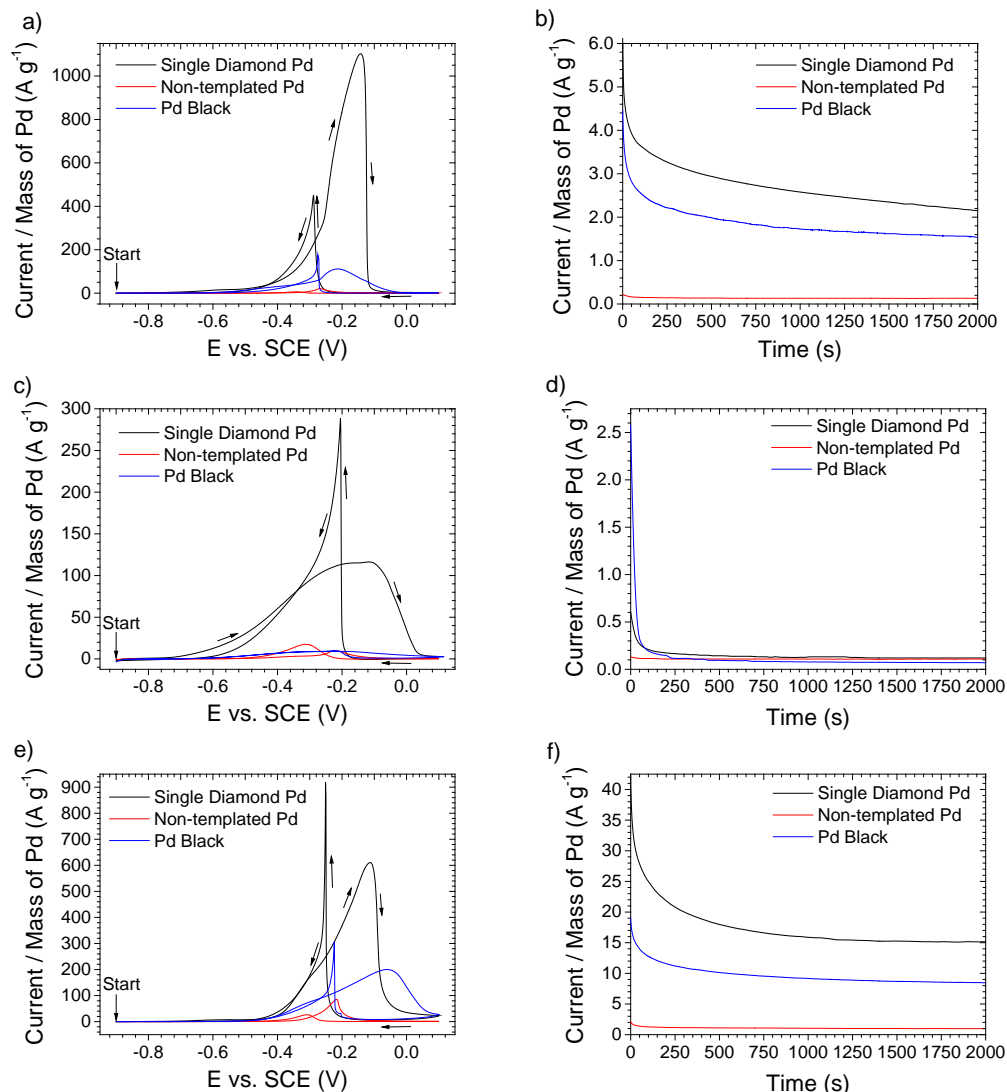 a)
Current / Mass of Pd (A g⁻¹)
1000
800
600
400
200
0
Single Diamond Pd
Non-templated Pd
Pd Black
Start
-0.8 -0.6 -0.4 -0.2 0.0
E vs. SCE (V)
b)
Current / Mass of Pd (A g⁻¹)
6.0
5.0
4.0
3.0
2.0
1.0
0.0
Single Diamond Pd
Non-templated Pd
Pd Black
0 250 500 750 1000 1250 1500 1750 2000
Time (s)
c)
Current / Mass of Pd (A g⁻¹)
300
250
200
150
100
50
0
Single Diamond Pd
Non-templated Pd
Pd Black
Start
-0.8 -0.6 -0.4 -0.2 0.0
E vs. SCE (V)
d)
Current / Mass of Pd (A g⁻¹)
2.5
2.0
1.5
1.0
0.5
0.0
Single Diamond Pd
Non-templated Pd
Pd Black
0 250 500 750 1000 1250 1500 1750 2000
Time (s)
e)
Current / Mass of Pd (A g⁻¹)
900
800
700
600
500
400
300
200
100
0
Single Diamond Pd
Non-templated Pd
Pd Black
Start
-0.8 -0.6 -0.4 -0.2 0.0
E vs. SCE (V)
f)
Current / Mass of Pd (A g⁻¹)
40
35
30
25
20
15
10
5
0
Single Diamond Pd
Non-templated Pd
Pd Black
0 250 500 750 1000 1250 1500 1750 2000
Time (s)